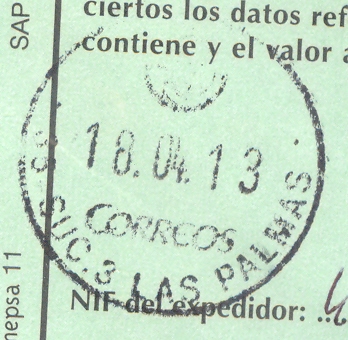 SAP
nepsa 11
ciertos los datos ref
contiene y el valor a
18.04.13
CORREOS
SUC. 3 LAS PALMAS.
NIF del expedidor: